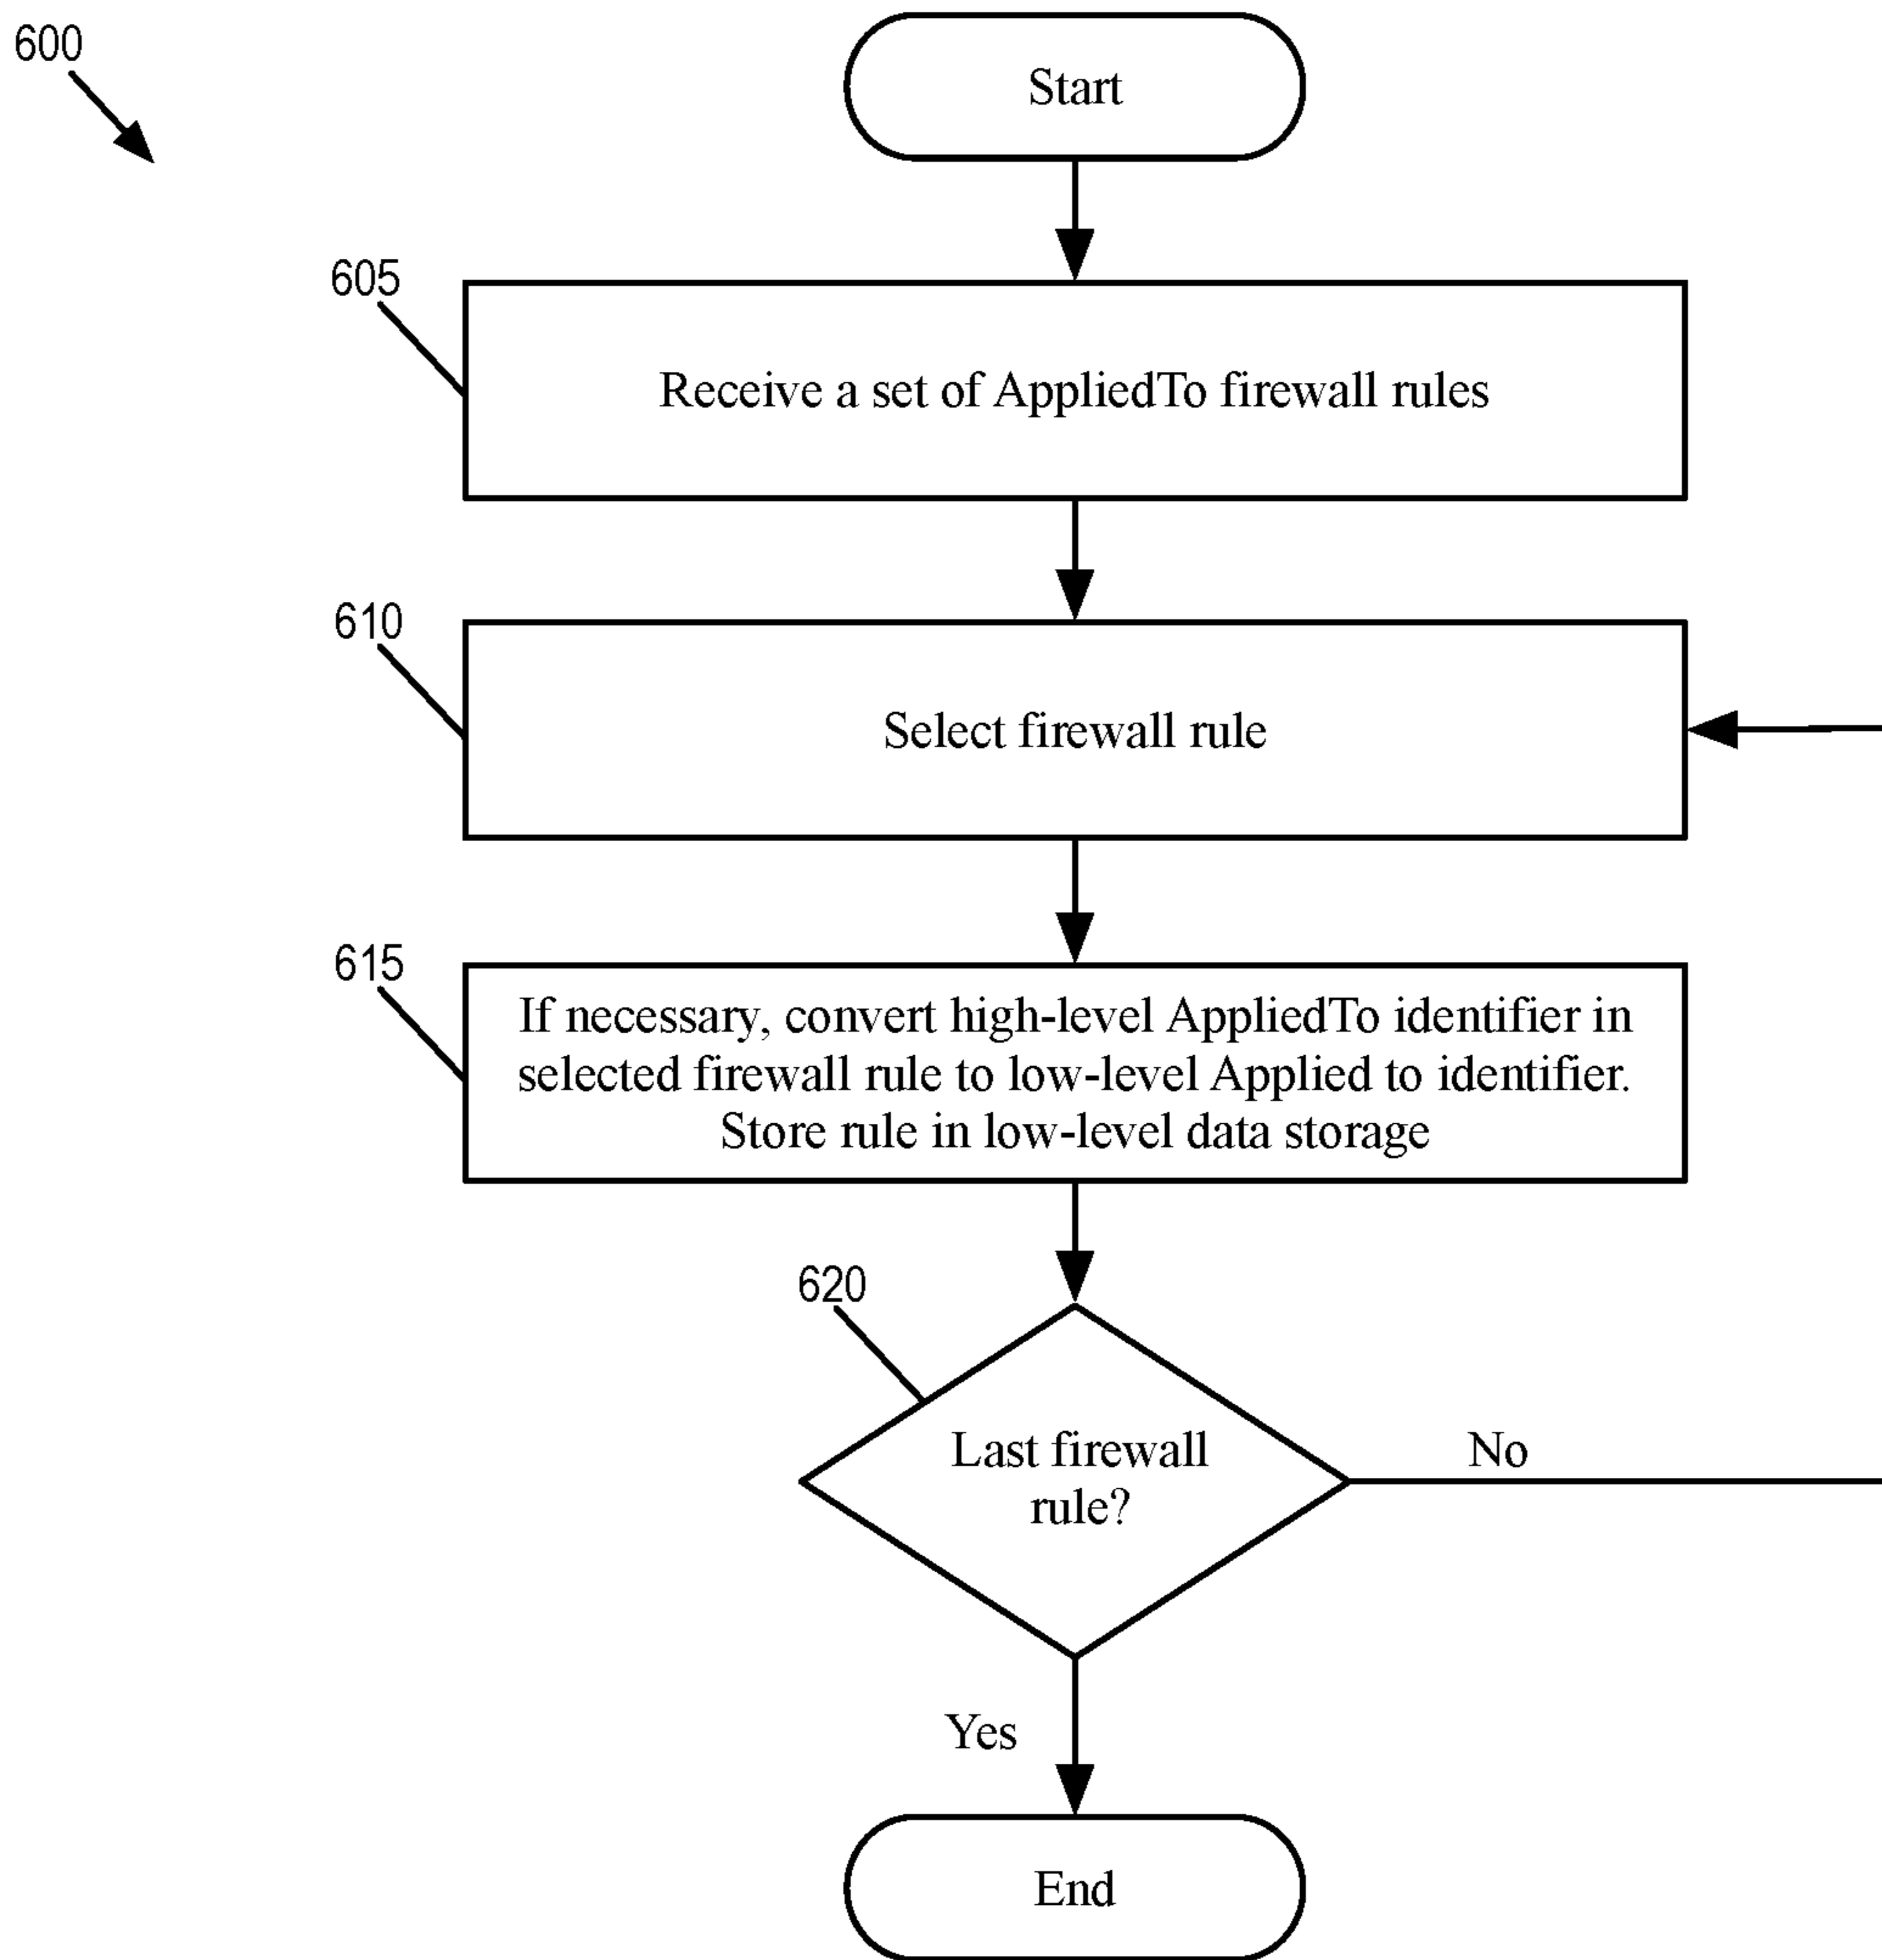 600
Start
605
Receive a set of AppliedTo firewall rules
610
Select firewall rule
615
If necessary, convert high-level AppliedTo identifier in
selected firewall rule to low-level Applied to identifier.
Store rule in low-level data storage
620
Last firewall
rule?
No
Yes
End